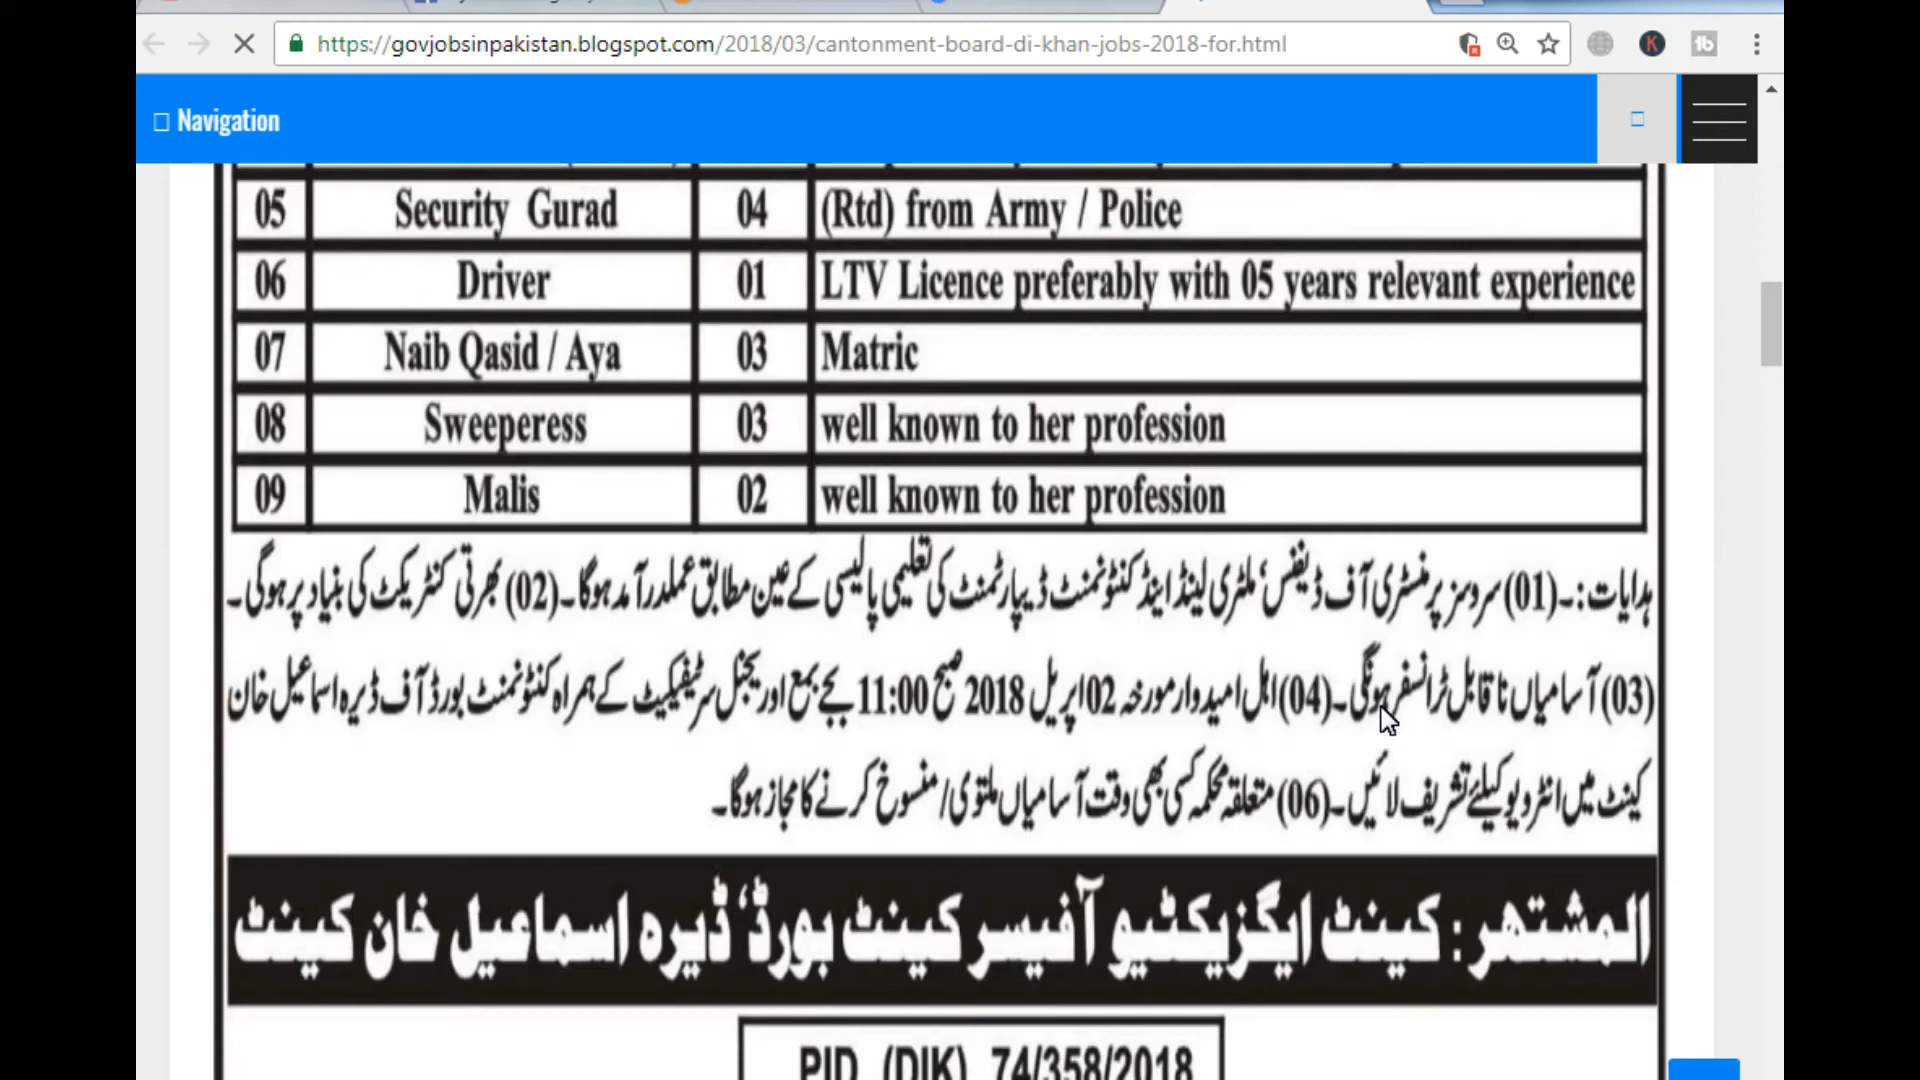 https://govjobsinpakistan.blogspot.com/2018/03/cantonment-board-di-khan-jobs-2018-for.html
Navigation
05 Security Gurad 04 (Rtd) from Army / Police
06 Driver 01 LTV Licence preferably with 05 years relevant experience
07 Naib Qasid / Aya 03 Matric
08 Sweeperess 03 well known to her profession
09 Malis 02 well known to her profession
ہدایات:۔(01) سروسز پر منسٹری آف ڈیفنس، ملٹری لینڈ اینڈ کنٹونمنٹ ڈیپارٹمنٹ کی تعلیمی پالیسی کے عین مطابق عملدرآمد ہوگا۔(02) بھرتی کنٹریکٹ کی بنیاد پر ہوگی۔
(03) آسامیاں ناقابل ٹرانسفر ہونگی۔(04) اہل امیدوار مورخہ 02 اپریل 2018 صبح 11:00 بجے بمع اوریجنل سرٹیفکیٹ کے ہمراہ کنٹونمنٹ بورڈ آف ڈیرہ اسماعیل خان
کینٹ میں انٹرویو کیلئے تشریف لائیں۔(06) متعلقہ محکمہ کسی بھی وقت آسامیاں ملتوی/منسوخ کرنے کا مجاز ہوگا۔
المشتہر: کینٹ ایگزیکٹیو آفیسر کینٹ بورڈ، ڈیرہ اسماعیل خان کینٹ
PID (DIK) 74/358/2018